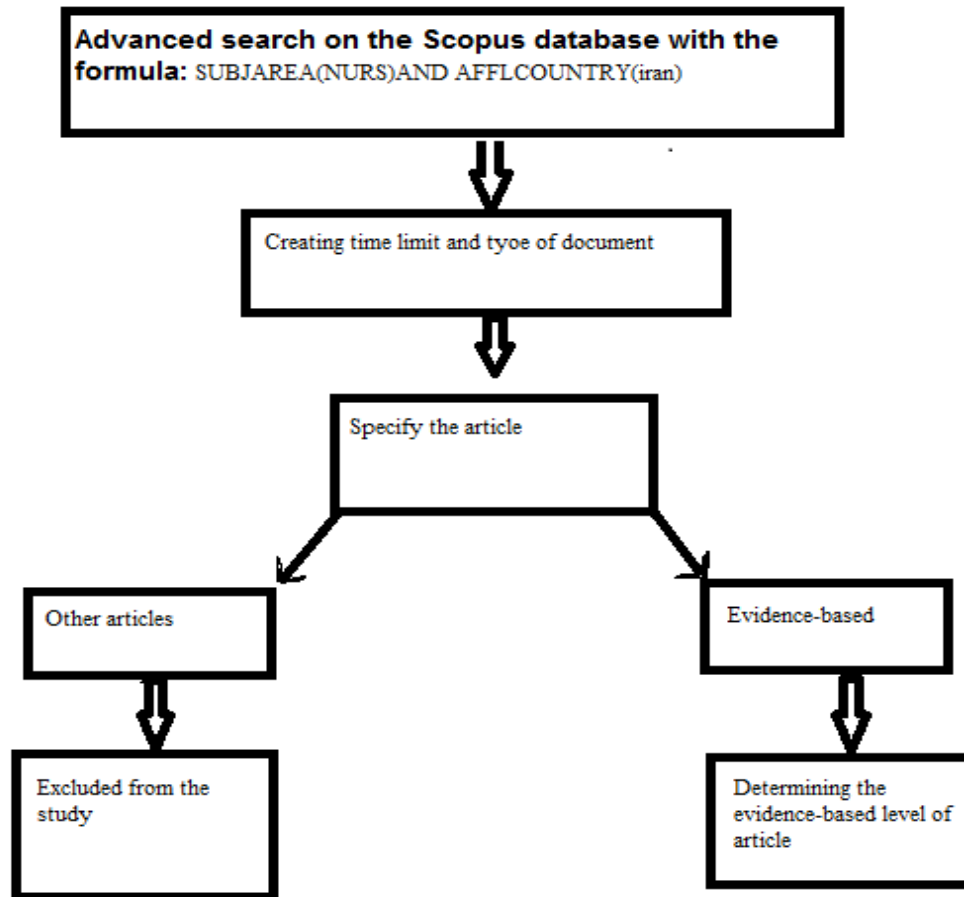 Advanced search on the Scopus database with the
formula: SUBJAREA(NURS)AND AFFLCOUNTRY(iran)
Creating time limit and tyoe of document
Specify the article
Other articles
Evidence-based
Excluded from the
study
Determining the
evidence-based level of
article